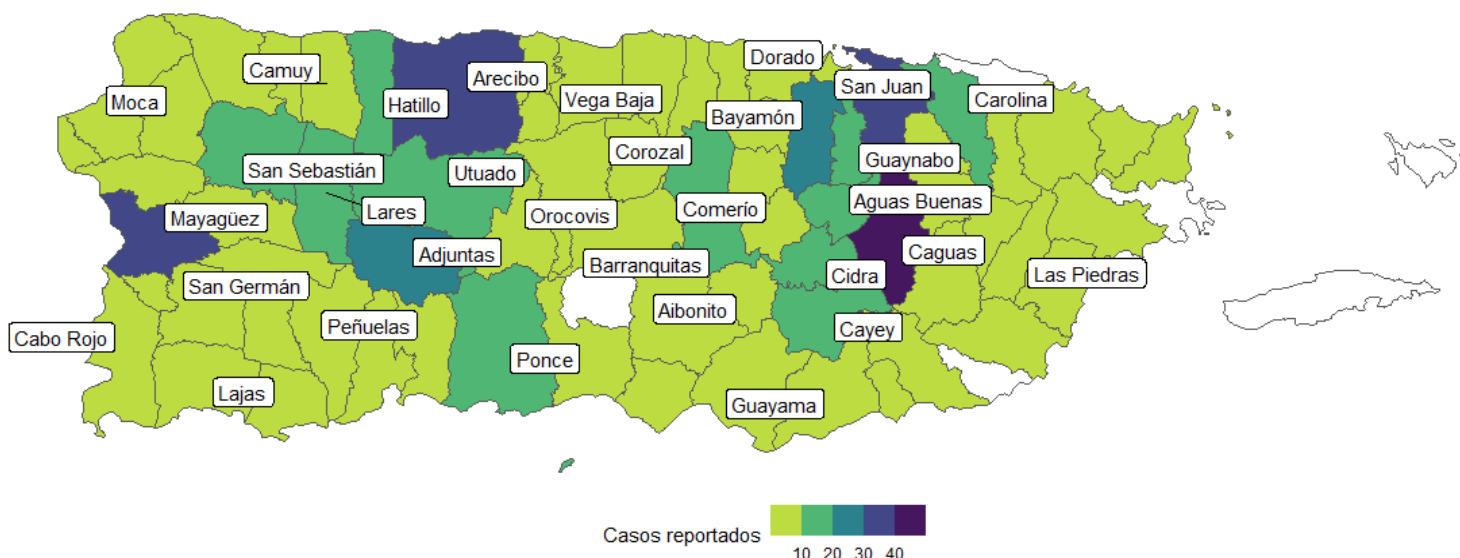 Dorado
Camuy
Arecibo
San Juan
Moca
Hatillo
Vega Baja
Carolina
Bayamón
Corozal
Guaynabo
San Sebastián
Utuado
Lares
Aguas Buenas
Mayagüez
Orocovis
Comerío
Adjuntas
Caguas
Barranquitas
Cidra
Las Piedras
San Germán
Aibonito
Peñuelas
Cayey
Cabo Rojo
Ponce
Lajas
Guayama
Casos reportados
10 20 30 40